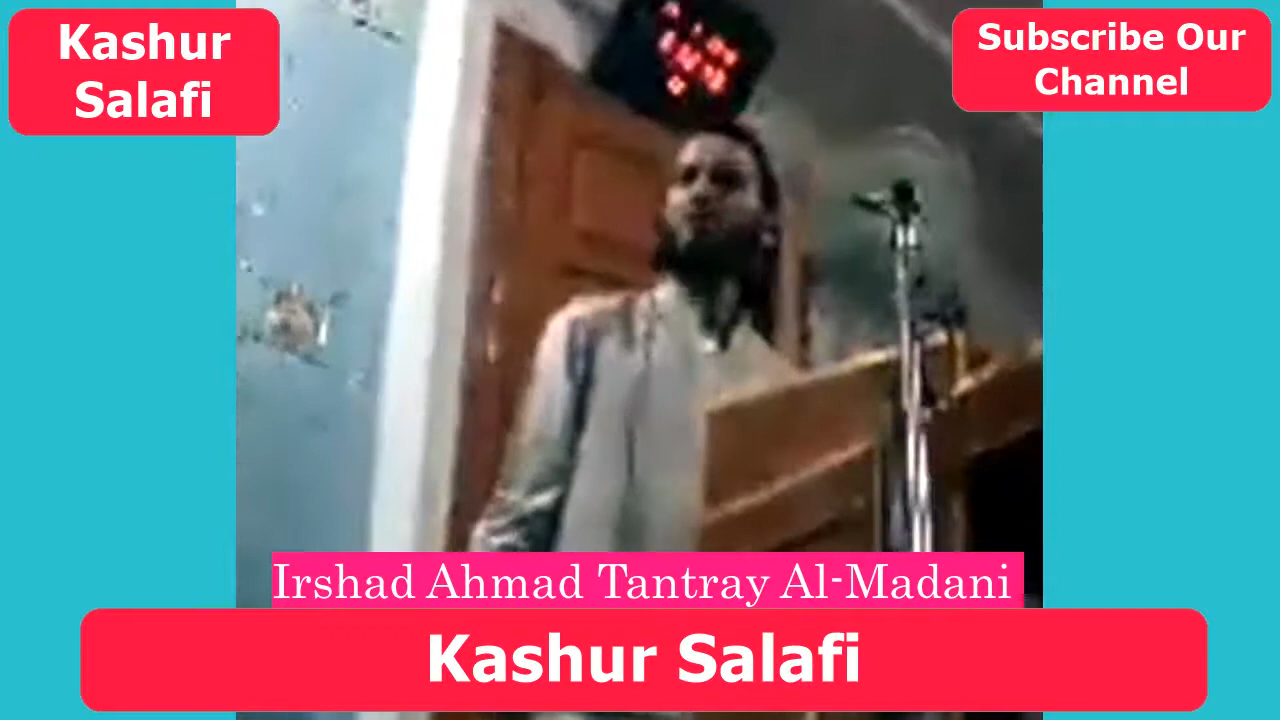 Kashur
Salafi
Subscribe Our
Channel
Irshad Ahmad Tantray Al-Madani
Kashur Salafi